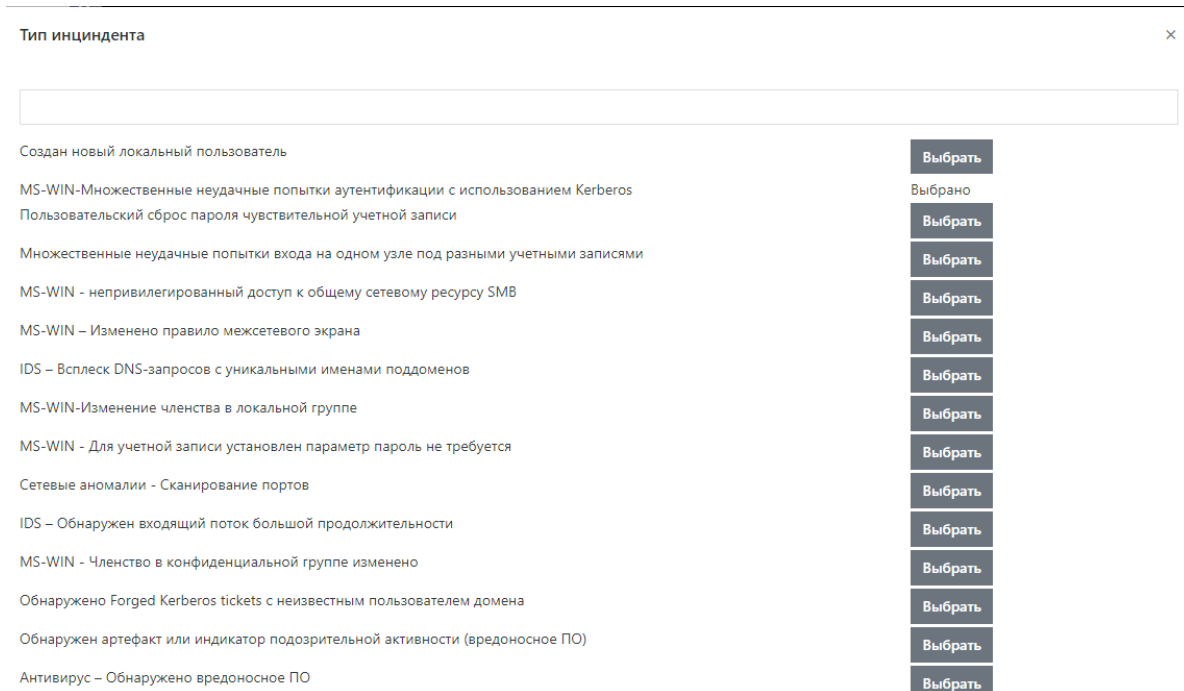 Тип инциндента
×
Создан новый локальный пользователь Выбрать
MS-WIN-Множественные неудачные попытки аутентификации с использованием Kerberos Выбрано
Пользовательский сброс пароля чувствительной учетной записи Выбрать
Множественные неудачные попытки входа на одном узле под разными учетными записями Выбрать
MS-WIN - непривилегированный доступ к общему сетевому ресурсу SMB Выбрать
MS-WIN – Изменено правило межсетевого экрана Выбрать
IDS – Всплеск DNS-запросов с уникальными именами поддоменов Выбрать
MS-WIN-Изменение членства в локальной группе Выбрать
MS-WIN - Для учетной записи установлен параметр пароль не требуется Выбрать
Сетевые аномалии - Сканирование портов Выбрать
IDS – Обнаружен входящий поток большой продолжительности Выбрать
MS-WIN - Членство в конфиденциальной группе изменено Выбрать
Обнаружено Forged Kerberos tickets с неизвестным пользователем домена Выбрать
Обнаружен артефакт или индикатор подозрительной активности (вредоносное ПО) Выбрать
Антивирус – Обнаружено вредоносное ПО Выбрать